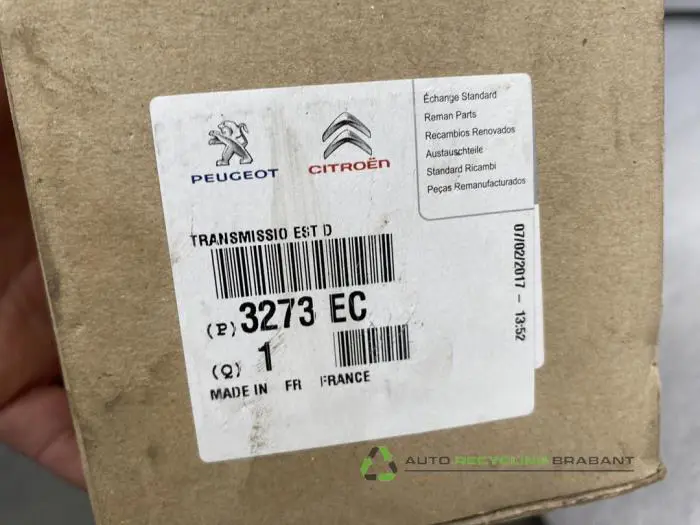 PEUGEOT
CITROËN
Échange Standard
Reman Parts
Recambios Renovados
Austauschteile
Standard Ricambi
Peças Remanufacturados
TRANSMISSIO EST D
(P) 3273 EC
(Q) 1
MADE IN FR FRANCE
07/02/2017 - 13:52
AUTO RECYCLING BRABANT